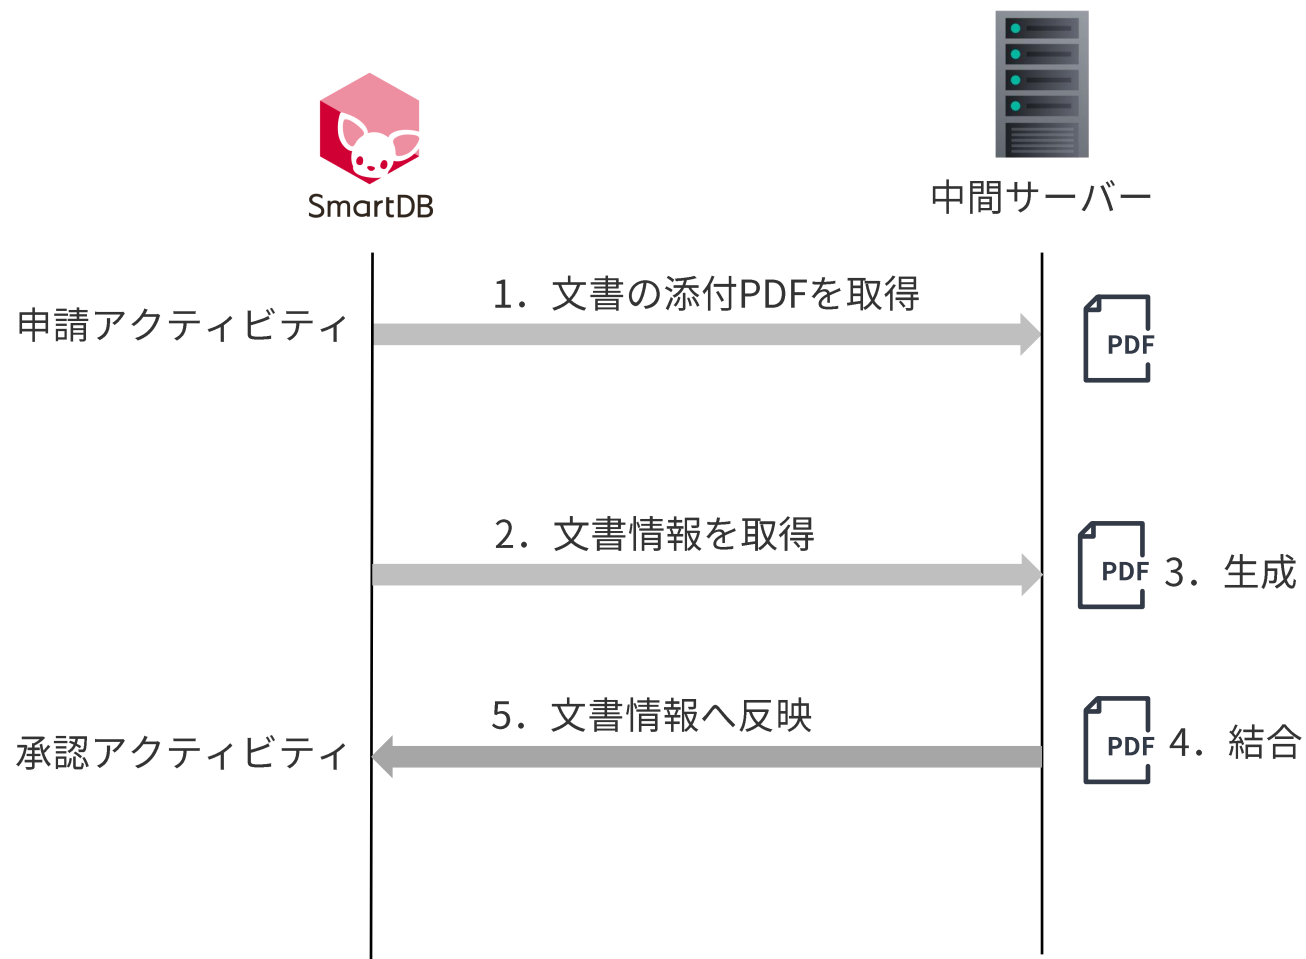 SmartDB
中間サーバー
申請アクティビティ
1．文書の添付PDFを取得
PDF
2．文書情報を取得
PDF
3．生成
承認アクティビティ
5．文書情報へ反映
PDF
4．結合